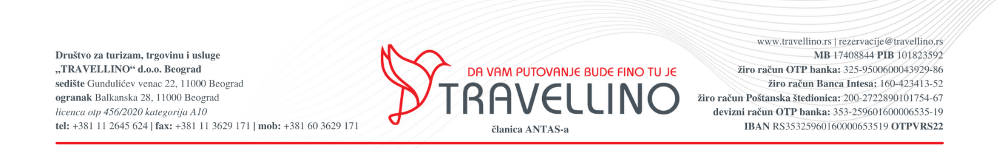 Društvo za turizam, trgovinu i usluge
„TRAVELLINO“ d.o.o. Beograd
sedište Gundulićev venac 22, 11000 Beograd
ogranak Balkanska 28, 11000 Beograd
licenca otp 456/2020 kategorija A10
tel: +381 11 2645 624 | fax: +381 11 3629 171 | mob: +381 60 3629 171
DA VAM PUTOVANJE BUDE FINO TU JE
TRAVELLINO
članica ANTAS-a
www.travellino.rs | rezervacije@travellino.rs
MB 17408844 PIB 101823592
žiro račun OTP banka: 325-9500600043929-86
žiro račun Banca Intesa: 160-423413-52
žiro račun Poštanska štedionica: 200-2722890101754-67
devizni račun OTP banka: 353-259601600006535-19
IBAN RS35325960160000653519 OTPVRS22